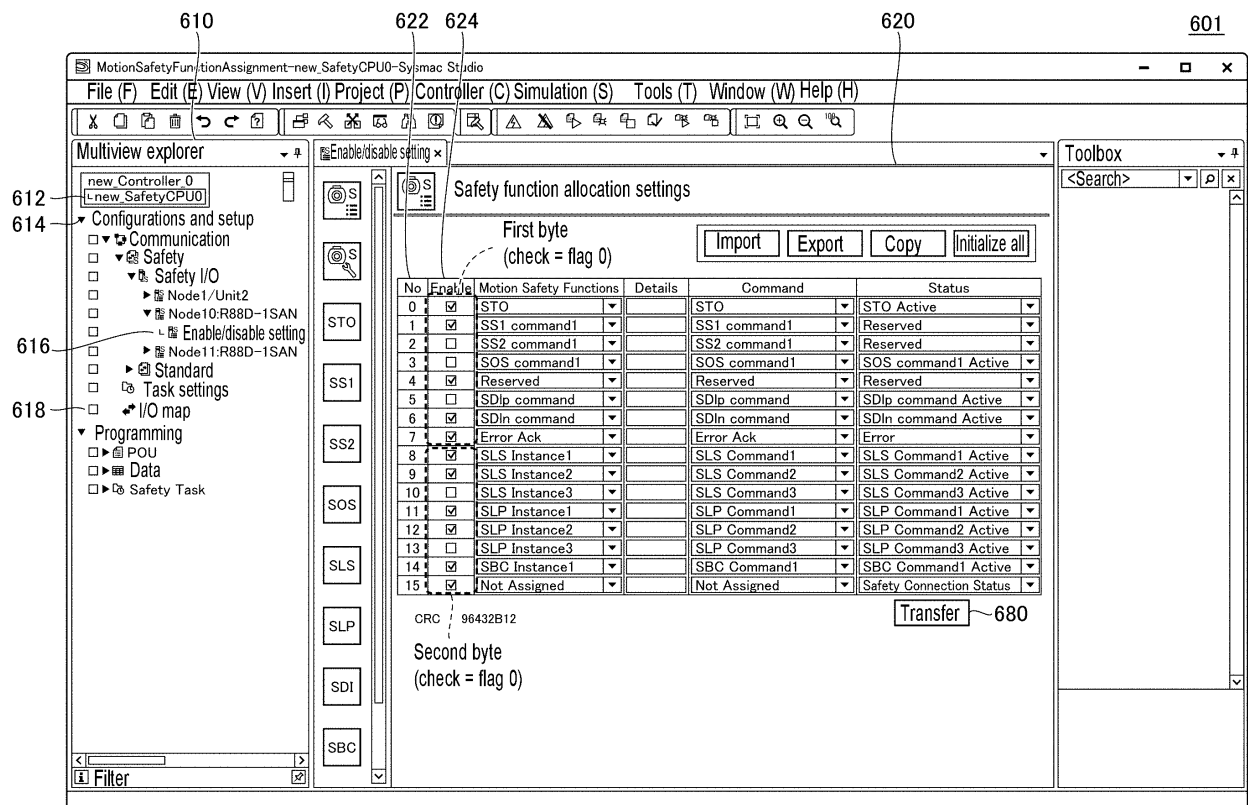 610 622 624 620 601
MotionSafetyFunctionAssignment-new_SafetyCPU0-Sysmac Studio
File (F) Edit (E) View (V) Insert (I) Project (P) Controller (C) Simulation (S) Tools (T) Window (W) Help (H)
Multiview explorer
new_Controller_0
612 new_SafetyCPU0
614 Configurations and setup
Communication
Safety
Safety I/O
Node1/Unit2
Node10:R88D-1SAN
616 Enable/disable setting
Node11:R88D-1SAN
Standard
Task settings
618 I/O map
Programming
POU
Data
Safety Task
Filter
Enable/disable setting ×
S
S
STO
SS1
SS2
SOS
SLS
SLP
SDI
SBC
S Safety function allocation settings
First byte
(check = flag 0)
Import Export Copy Initialize all
No Enable Motion Safety Functions Details Command Status
0 STO STO STO Active
1 SS1 command1 SS1 command1 Reserved
2 SS2 command1 SS2 command1 Reserved
3 SOS command1 SOS command1 SOS command1 Active
4 Reserved Reserved Reserved
5 SDIp command SDIp command SDIp command Active
6 SDIn command SDIn command SDIn command Active
7 Error Ack Error Ack Error
8 SLS Instance1 SLS Command1 SLS Command1 Active
9 SLS Instance2 SLS Command2 SLS Command2 Active
10 SLS Instance3 SLS Command3 SLS Command3 Active
11 SLP Instance1 SLP Command1 SLP Command1 Active
12 SLP Instance2 SLP Command2 SLP Command2 Active
13 SLP Instance3 SLP Command3 SLP Command3 Active
14 SBC Instance1 SBC Command1 SBC Command1 Active
15 Not Assigned Not Assigned Safety Connection Status
CRC 96432B12
Transfer 680
Second byte
(check = flag 0)
Toolbox
<Search>